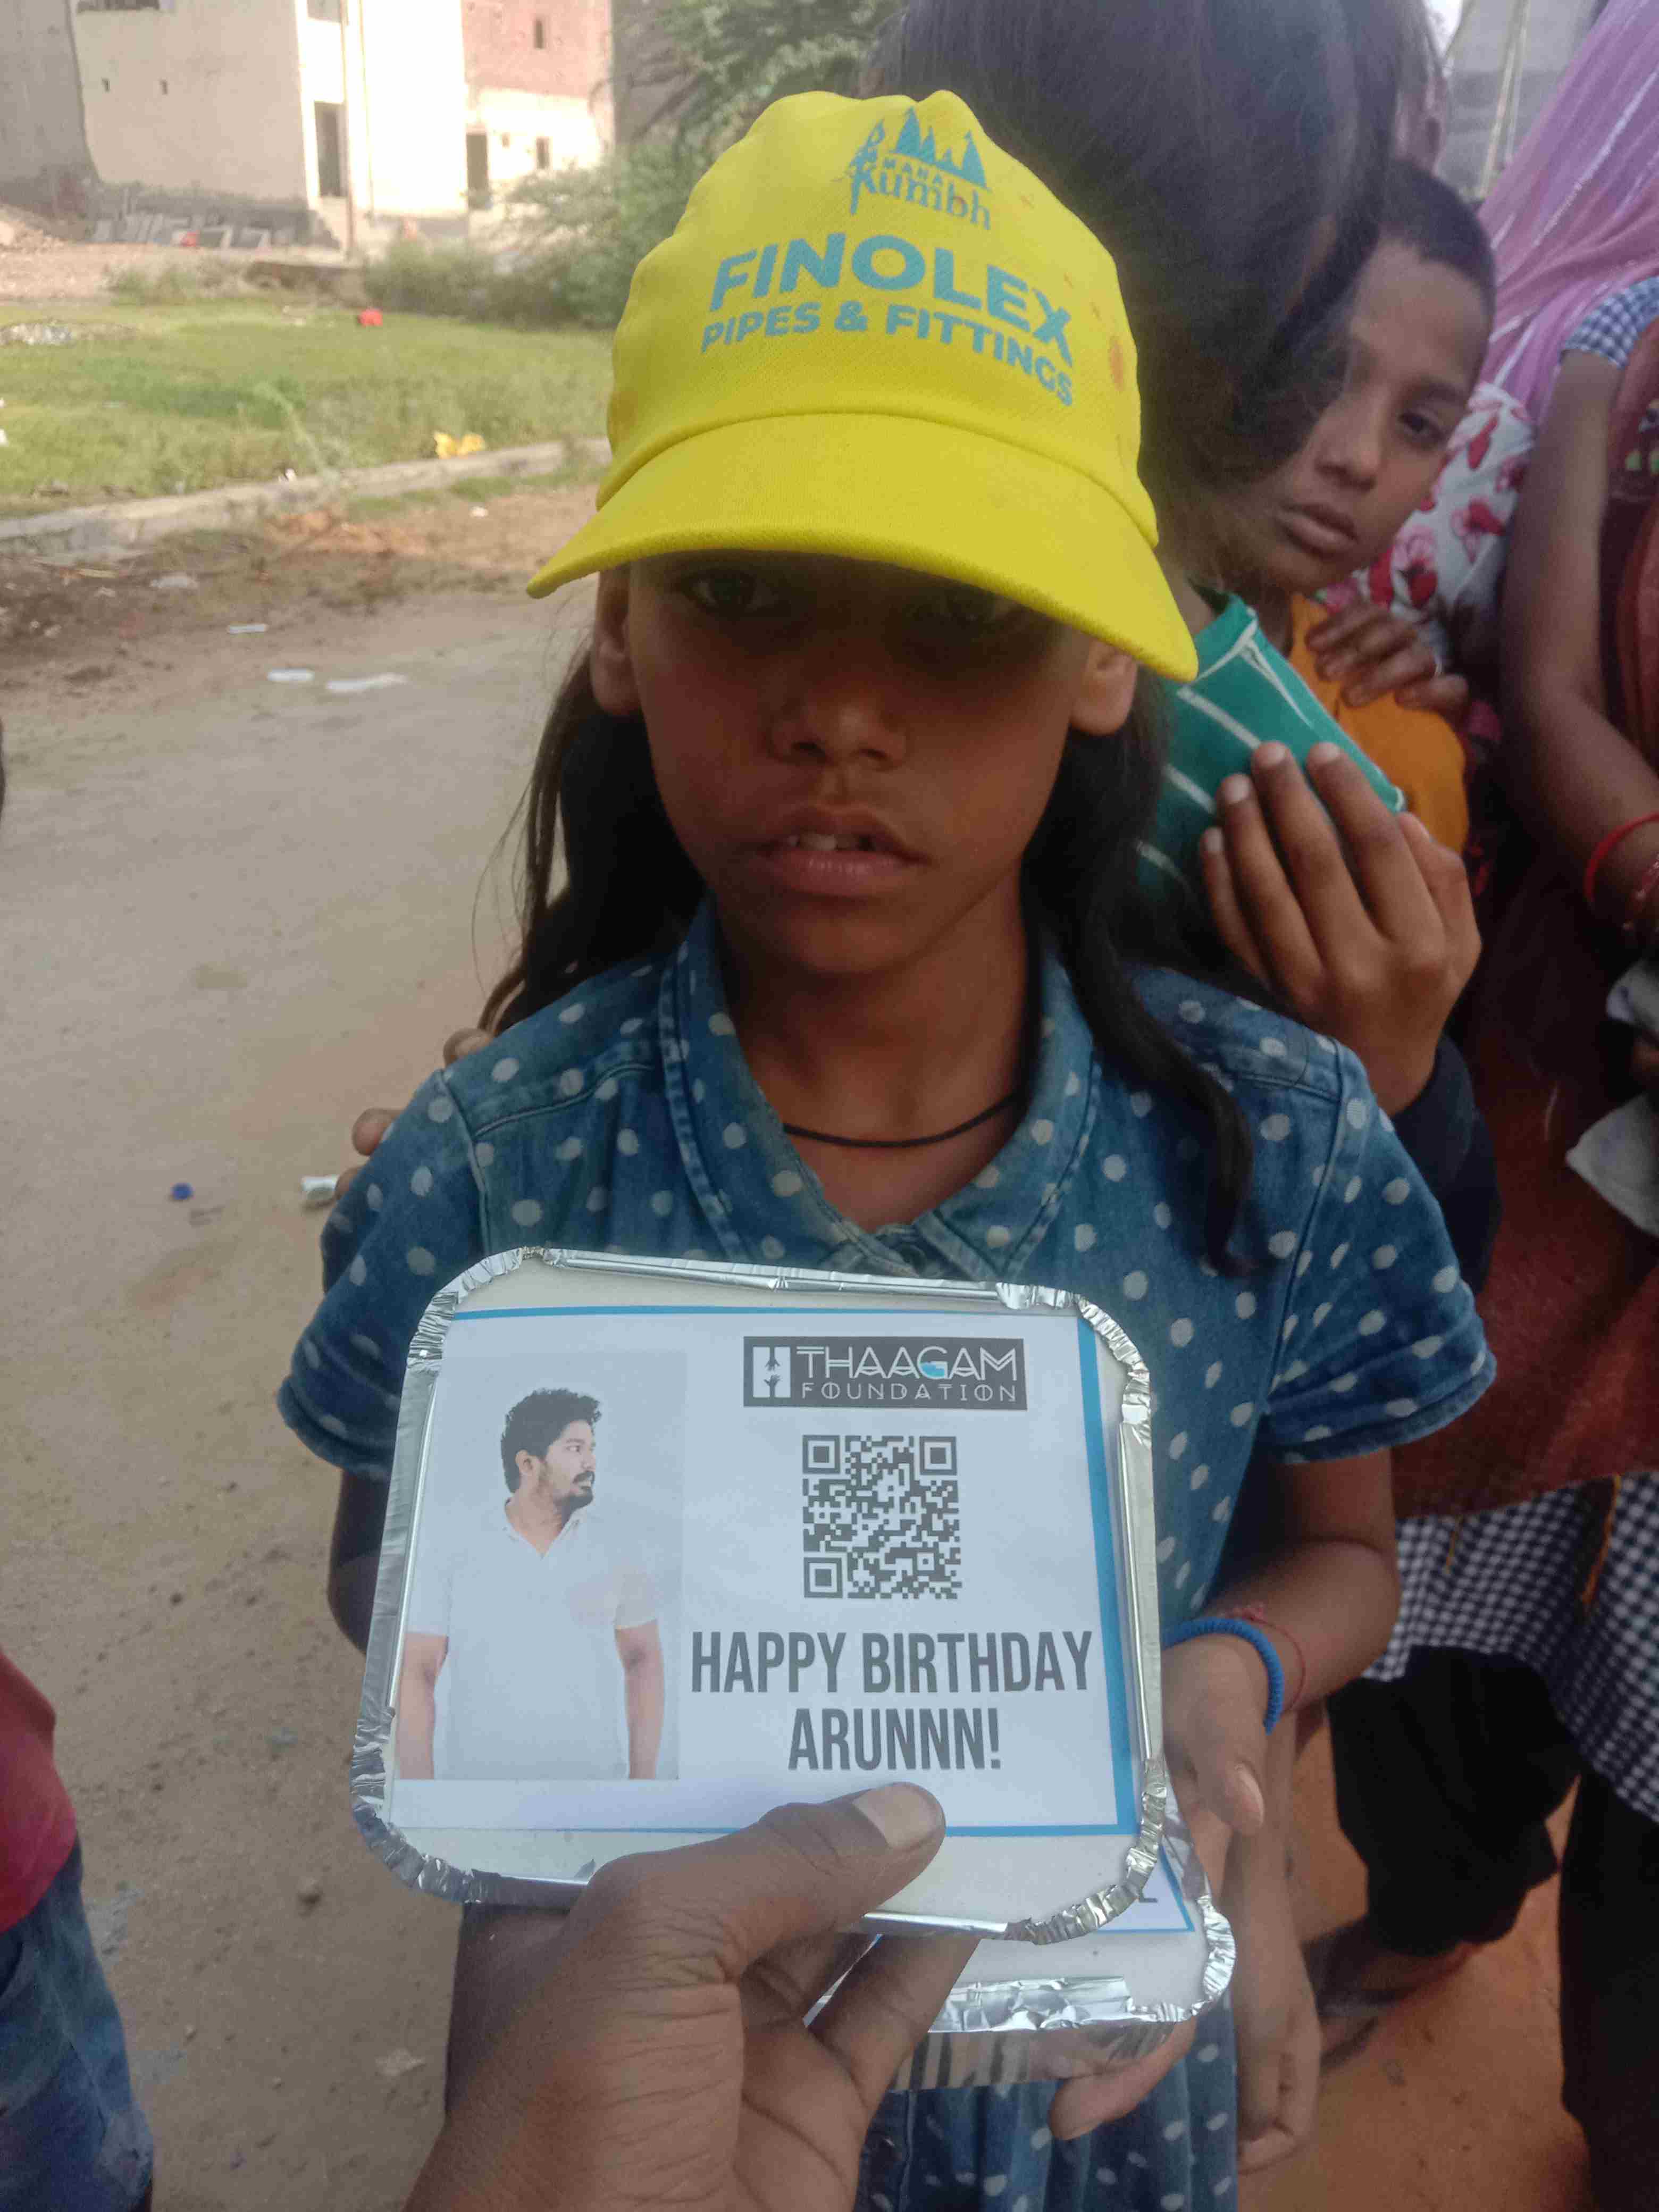 MAHA
Kumbh
FINOLEX
PIPES & FITTINGS
THAAGAM
FOUNDATION
HAPPY BIRTHDAY
ARUNNN!